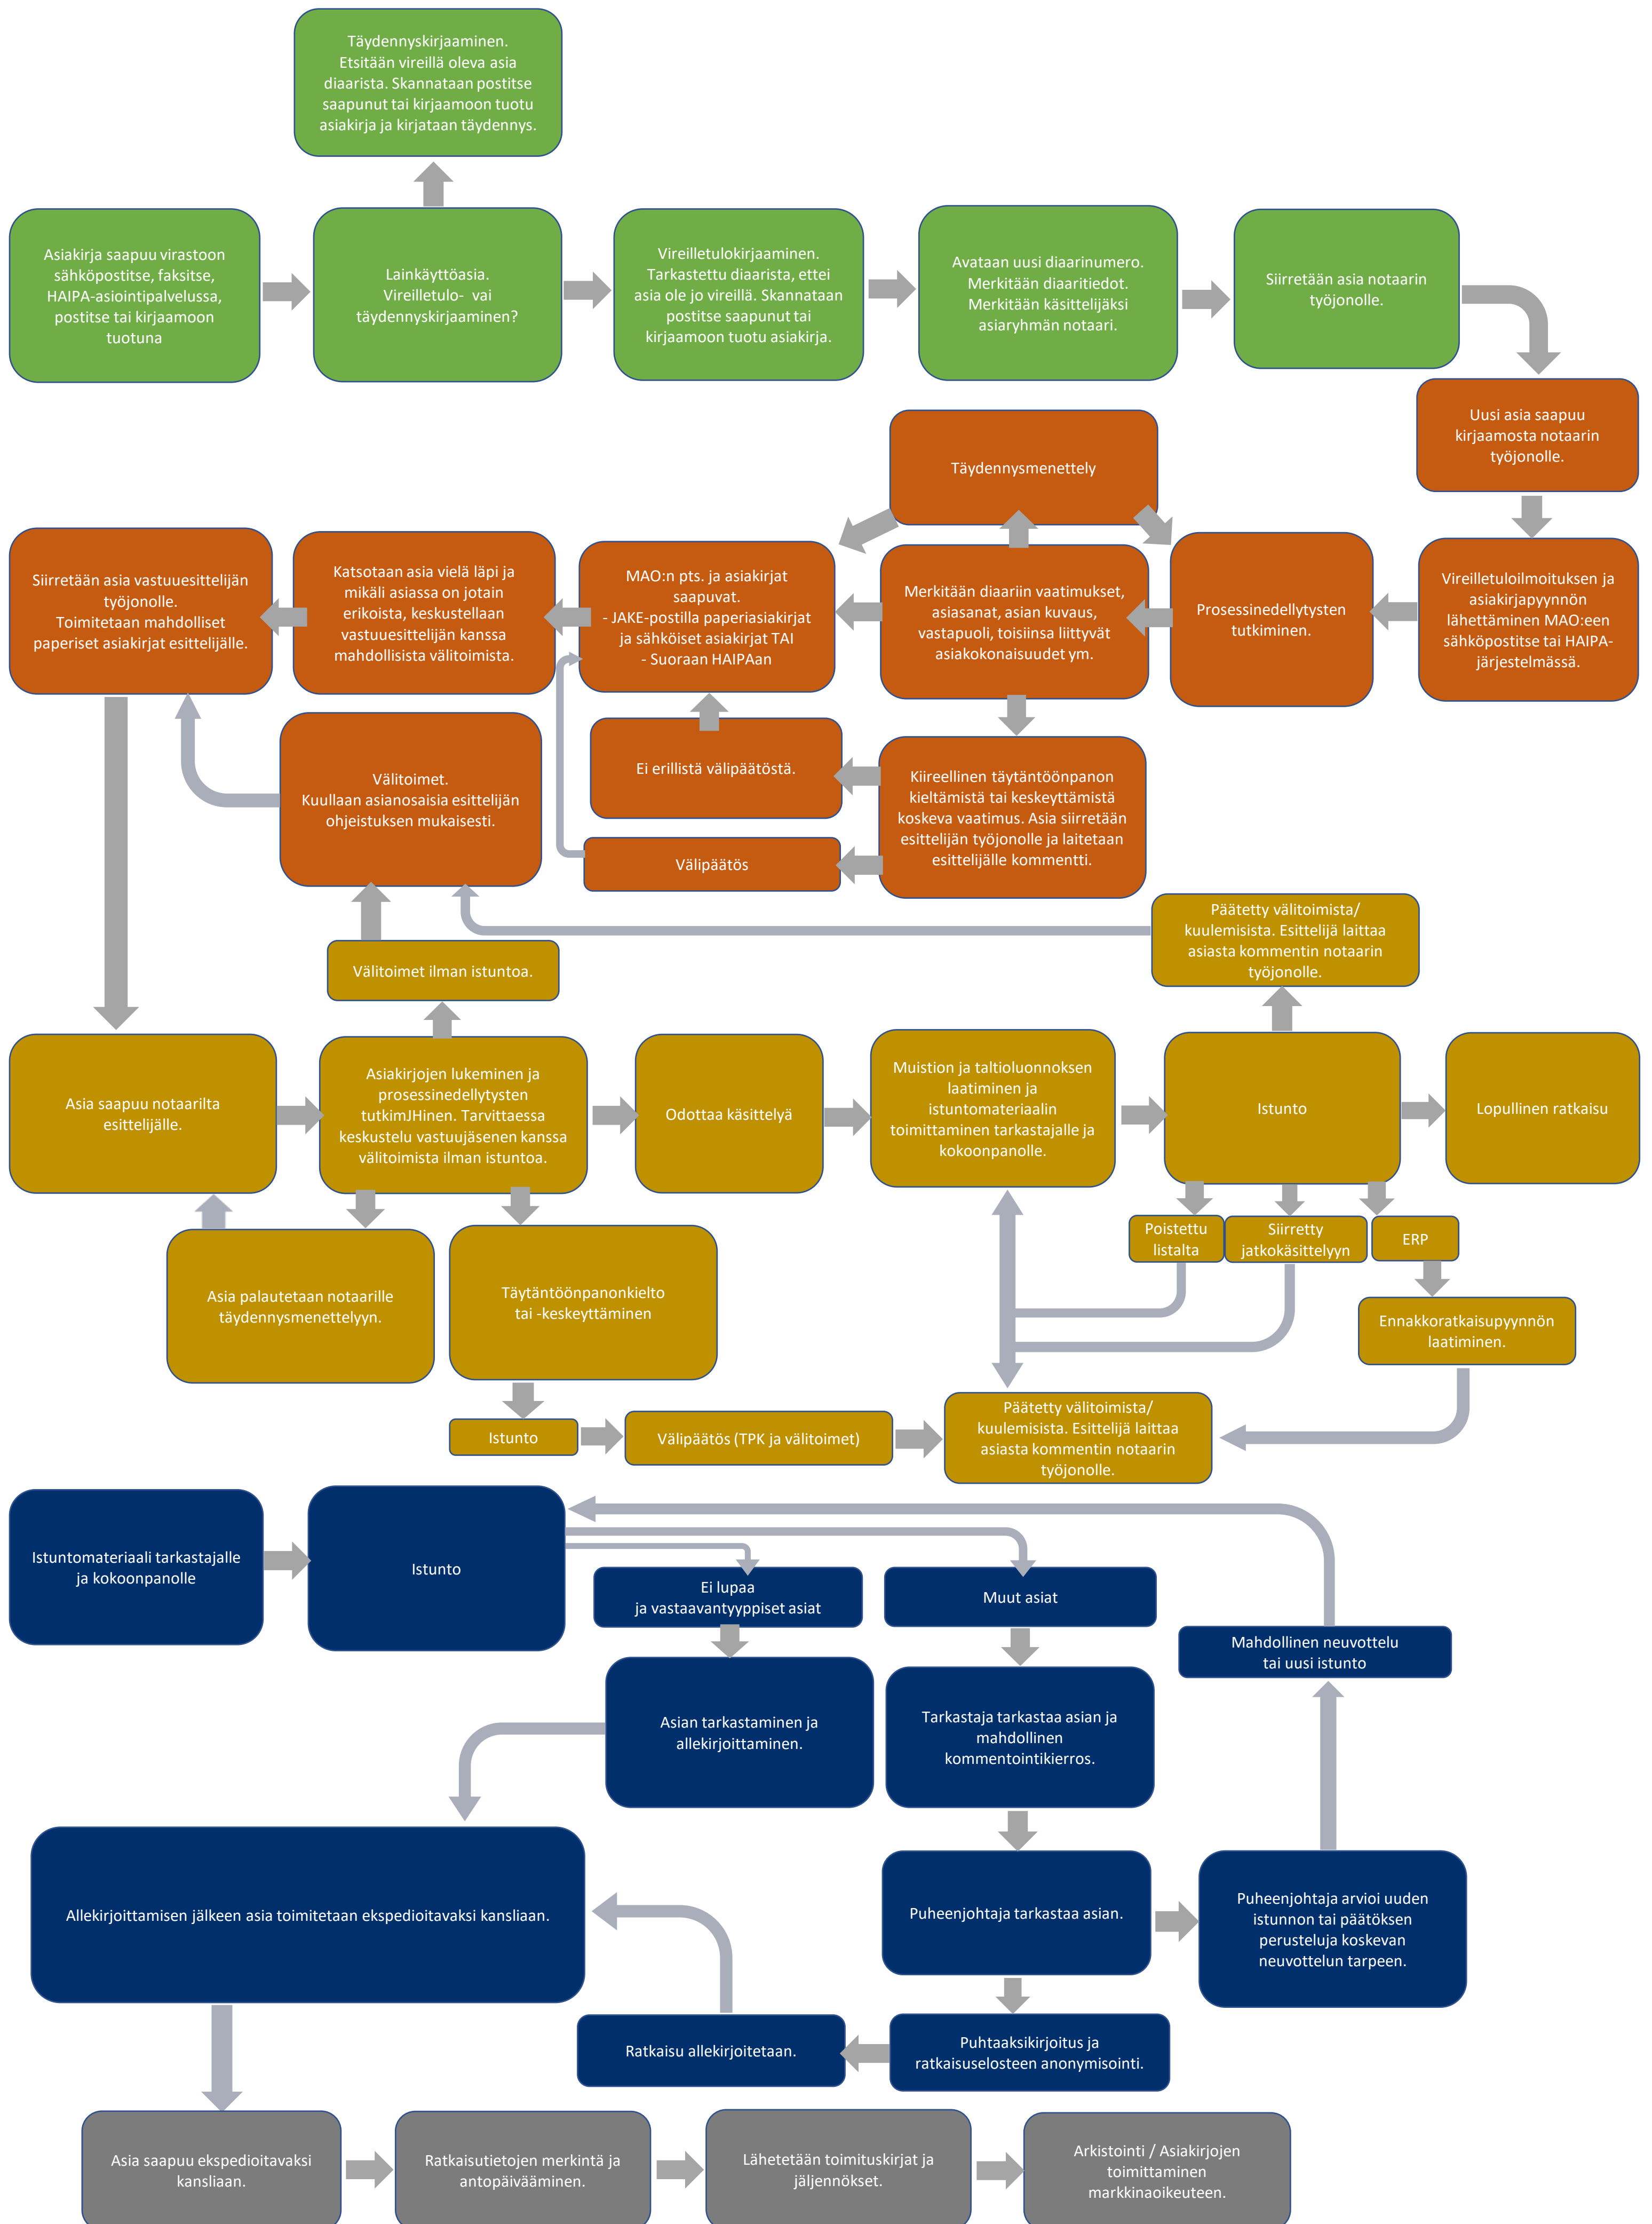 Täydennyskirjaaminen.
Etsitään vireillä oleva asia
diaarista. Skannataan postitse
saapunut tai kirjaamoon tuotu
asiakirja ja kirjataan täydennys.
Asiakirja saapuu virastoon
sähköpostitse, faksitse,
HAIPA-asiointipalvelussa,
postitse tai kirjaamoon
tuotuna
Lainkäyttöasia.
Vireilletulo- vai
täydennyskirjaaminen?
Vireilletulokirjaaminen.
Tarkastettu diaarista, ettei
asia ole jo vireillä. Skannataan
postitse saapunut tai
kirjaamoon tuotu asiakirja.
Avataan uusi diaarinumero.
Merkitään diaaritiedot.
Merkitään käsittelijäksi
asiaryhmän notaari.
Siirretään asia notaarin
työjonolle.
Uusi asia saapuu
kirjaamosta notaarin
työjonolle.
Täydennysmenettely
Siirretään asia vastuuesittelijän
työjonolle.
Toimitetaan mahdolliset
paperiset asiakirjat esittelijälle.
Katsotaan asia vielä läpi ja
mikäli asiassa on jotain
erikoista, keskustellaan
vastuuesittelijän kanssa
mahdollisista välitoimista.
MAO:n pts. ja asiakirjat
saapuvat.
- JAKE-postilla paperiasiakirjat
ja sähköiset asiakirjat TAI
- Suoraan HAIPAan
Merkitään diaariin vaatimukset,
asiasanat, asian kuvaus,
vastapuoli, toisiinsa liittyvät
asiakokonaisuudet ym.
Prosessinedellytysten
tutkiminen.
Vireilletuloilmoituksen ja
asiakirjapyynnön
lähettäminen MAO:een
sähköpostitse tai HAIPA-
järjestelmässä.
Välitoimet.
Kuullaan asianosaisia esittelijän
ohjeistuksen mukaisesti.
Ei erillistä välipäätöstä.
Kiireellinen täytäntöönpanon
kieltämistä tai keskeyttämistä
koskeva vaatimus. Asia siirretään
esittelijän työjonolle ja laitetaan
esittelijälle kommentti.
Välipäätös
Päätetty välitoimista/
kuulemisista. Esittelijä laittaa
asiasta kommentin notaarin
työjonolle.
Välitoimet ilman istuntoa.
Asia saapuu notaarilta
esittelijälle.
Asiakirjojen lukeminen ja
prosessinedellytysten
tutkimJHinen. Tarvittaessa
keskustelu vastuujäsenen kanssa
välitoimista ilman istuntoa.
Odottaa käsittelyä
Muistion ja taltioluonnoksen
laatiminen ja
istuntomateriaalin
toimittaminen tarkastajalle ja
kokoonpanolle.
Istunto
Lopullinen ratkaisu
Poistettu
listalta
Siirretty
jatkokäsittelyyn
ERP
Asia palautetaan notaarille
täydennysmenettelyyn.
Täytäntöönpanonkielto
tai -keskeyttäminen
Ennakkoratkaisupyynnön
laatiminen.
Istunto
Välipäätös (TPK ja välitoimet)
Päätetty välitoimista/
kuulemisista. Esittelijä laittaa
asiasta kommentin notaarin
työjonolle.
Istuntomateriaali tarkastajalle
ja kokoonpanolle
Istunto
Ei lupaa
ja vastaavantyyppiset asiat
Muut asiat
Mahdollinen neuvottelu
tai uusi istunto
Asian tarkastaminen ja
allekirjoittaminen.
Tarkastaja tarkastaa asian ja
mahdollinen
kommentointikierros.
Allekirjoittamisen jälkeen asia toimitetaan ekspedioitavaksi kansliaan.
Puheenjohtaja tarkastaa asian.
Puheenjohtaja arvioi uuden
istunnon tai päätöksen
perusteluja koskevan
neuvottelun tarpeen.
Ratkaisu allekirjoitetaan.
Puhtaaksikirjoitus ja
ratkaisuselosteen anonymisointi.
Asia saapuu ekspedioitavaksi
kansliaan.
Ratkaisutietojen merkintä ja
antopäivääminen.
Lähetetään toimituskirjat ja
jäljennökset.
Arkistointi / Asiakirjojen
toimittaminen
markkinaoikeuteen.